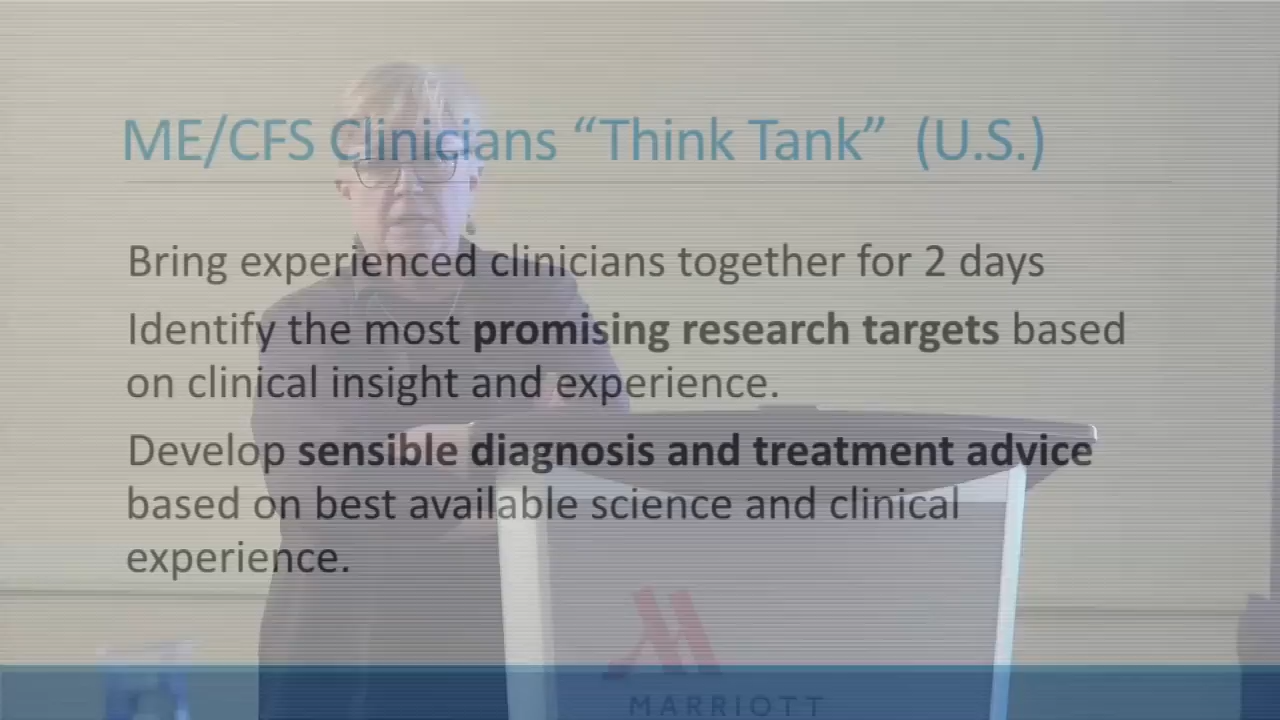 ME/CFS Clinicians “Think Tank” (U.S.)
Bring experienced clinicians together for 2 days
Identify the most promising research targets based
on clinical insight and experience.
Develop sensible diagnosis and treatment advice
based on best available science and clinical
experience.
MARRIOTT